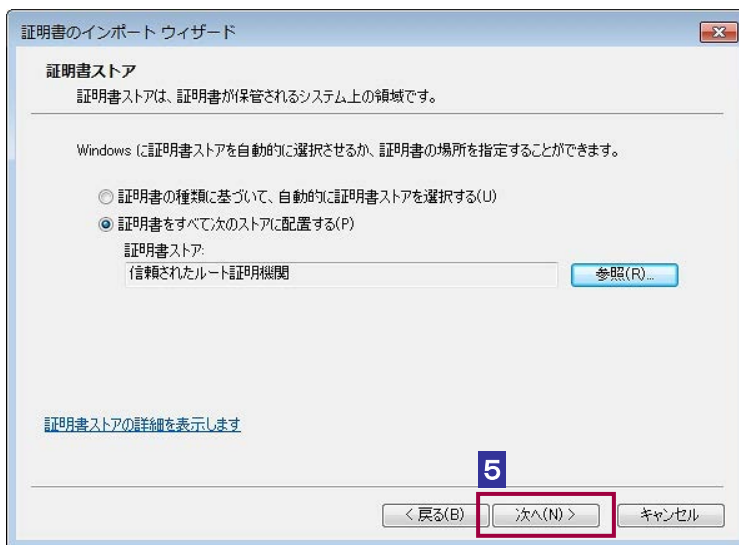 証明書のインポート ウィザード
証明書ストア
証明書ストアは、証明書が保管されるシステム上の領域です。
Windows に証明書ストアを自動的に選択させるか、証明書の場所を指定することができます。
証明書の種類に基づいて、自動的に証明書ストアを選択する(U)
証明書をすべて次のストアに配置する(P)
証明書ストア:
信頼されたルート証明機関
参照(R)...
証明書ストアの詳細を表示します
5
< 戻る(B)
次へ(N) >
キャンセル